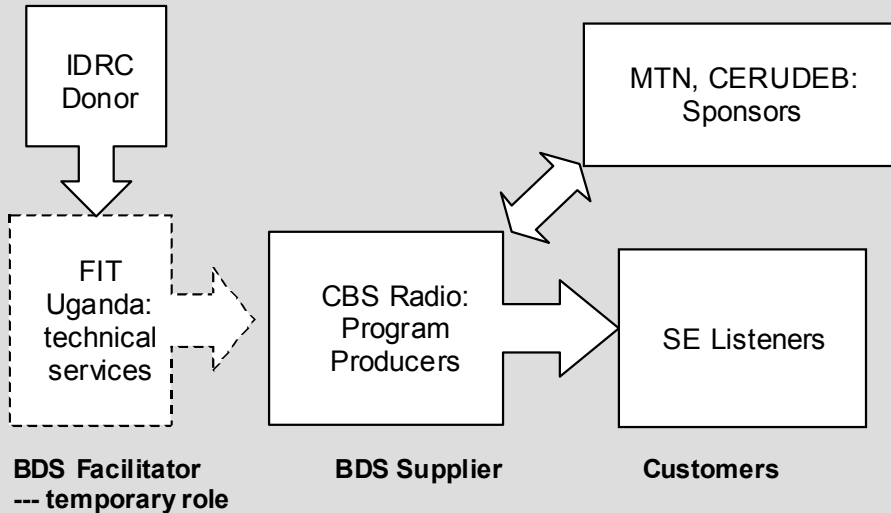 IDRC
Donor
MTN, CERUDEB:
Sponsors
FIT
Uganda:
technical
services
CBS Radio:
Program
Producers
SE Listeners
BDS Facilitator
--- temporary role
BDS Supplier
Customers